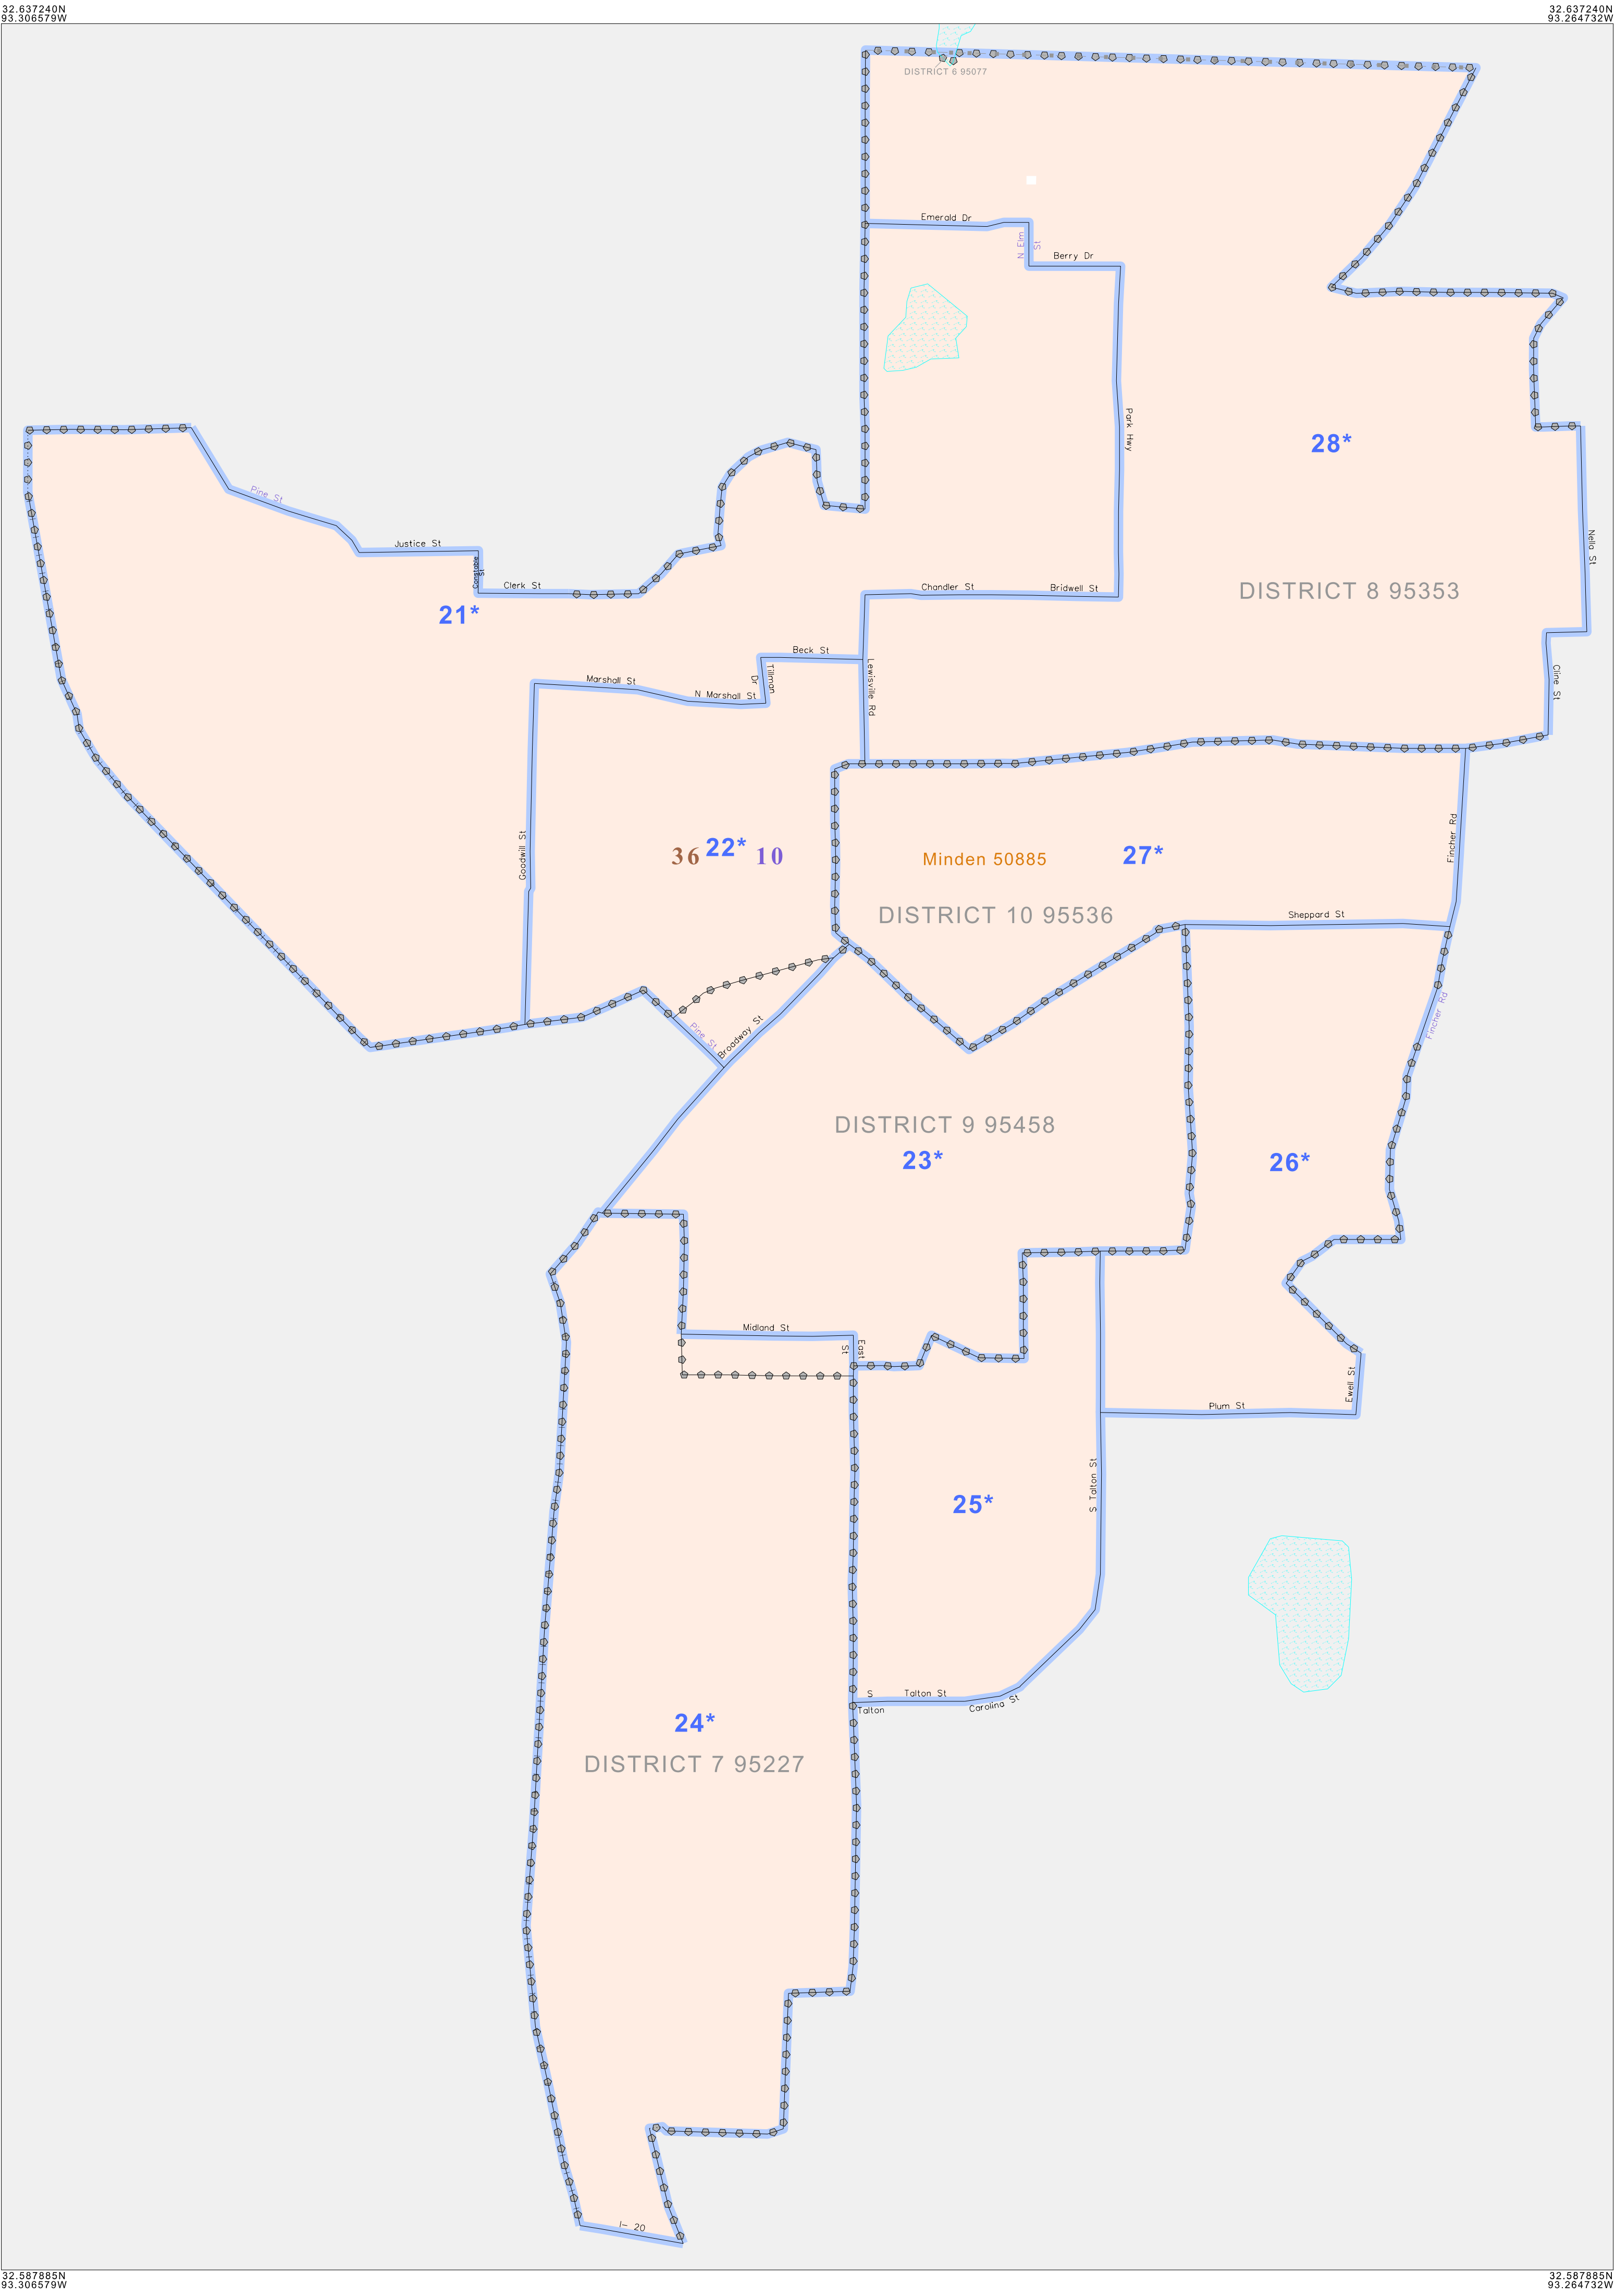 32.637240N
93.306579W
32.637240N
93.264732W
DISTRICT 6 95077
Emerald Dr
N Elm
St
Berry Dr
Park Hwy
28*
Pine St
Nella St
Justice St
Constable
St
Clerk St
Chandler St
Bridwell St
DISTRICT 8 95353
21*
Beck St
Tillman
Dr
Lewisville Rd
Cline St
Marshall St
N Marshall St
Goodwill St
36
22*
10
Minden 50885
27*
Fincher Rd
DISTRICT 10 95536
Sheppard St
Fincher Rd
Pine St
Broadway St
DISTRICT 9 95458
23*
26*
Midland St
East
St
Ewell St
Plum St
S Talton St
25*
S
Talton
Talton St
Carolina St
24*
DISTRICT 7 95227
I- 20
32.587885N
93.306579W
32.587885N
93.264732W